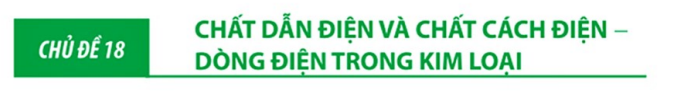 CHỦ ĐỀ 18
CHẤT DẪN ĐIỆN VÀ CHẤT CÁCH ĐIỆN –
DÒNG ĐIỆN TRONG KIM LOẠI